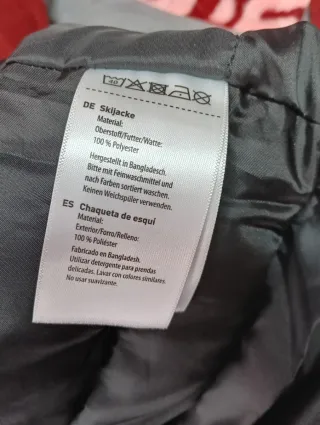 DE Skijacke
Material:
Oberstoff/Futter/Watte:
100 % Polyester
Hergestellt in Bangladesch.
Bitte mit Feinwaschmittel und
nach Farben sortiert waschen.
Keinen Weichspüler verwenden.
ES Chaqueta de esquí
Material:
Exterior/Forro/Relleno:
100 % Poliéster
Fabricado en Bangladesh.
Utilizar detergente para prendas
delicadas. Lavar con colores similares.
No usar suavizante.